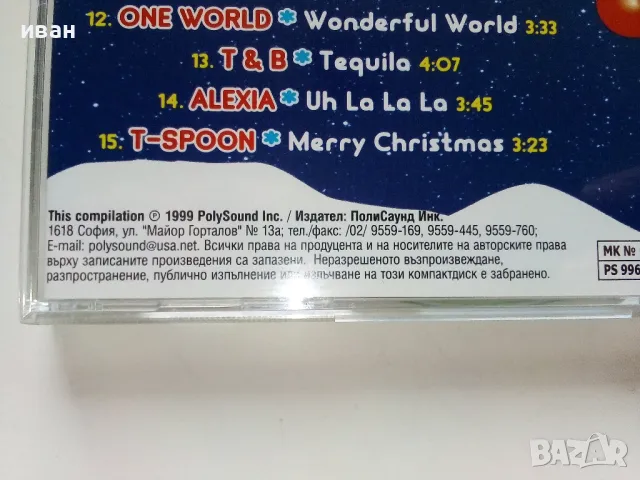 иван
12. ONE WORLD * Wonderful World 3:33
13. T & B * Tequila 4:07
14. ALEXIA * Uh La La La 3:45
15. T-SPOON * Merry Christmas 3:23
This compilation ℗ 1999 PolySound Inc. / Издател: ПолиСаунд Инк.
1618 София, ул. "Майор Горталов" № 13а; тел./факс: /02/ 9559-169, 9559-445, 9559-760;
E-mail: polysound@usa.net. Всички права на продуцента и на носителите на авторските права
върху записаните произведения са запазени. Неразрешеното възпроизвеждане,
разпространение, публично изпълнение или излъчване на този компактдиск е забранено.
МК №
PS 996
BAZAR
bg